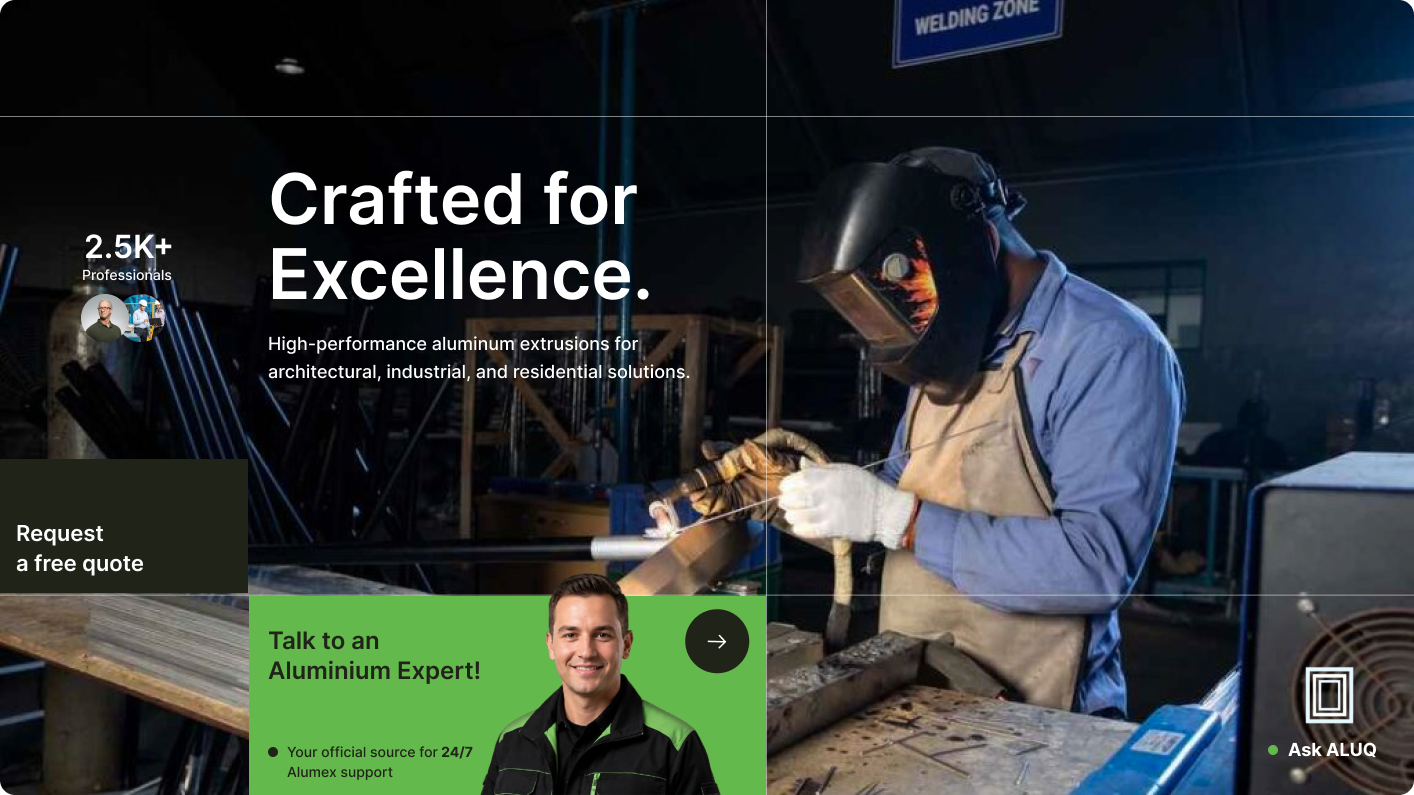 WELDING ZONE
Crafted for
Excellence.
2.5K+
Professionals
High-performance aluminum extrusions for
architectural, industrial, and residential solutions.
Request
a free quote
Talk to an
Aluminium Expert!
Your official source for 24/7
Alumex support
Ask ALUQ